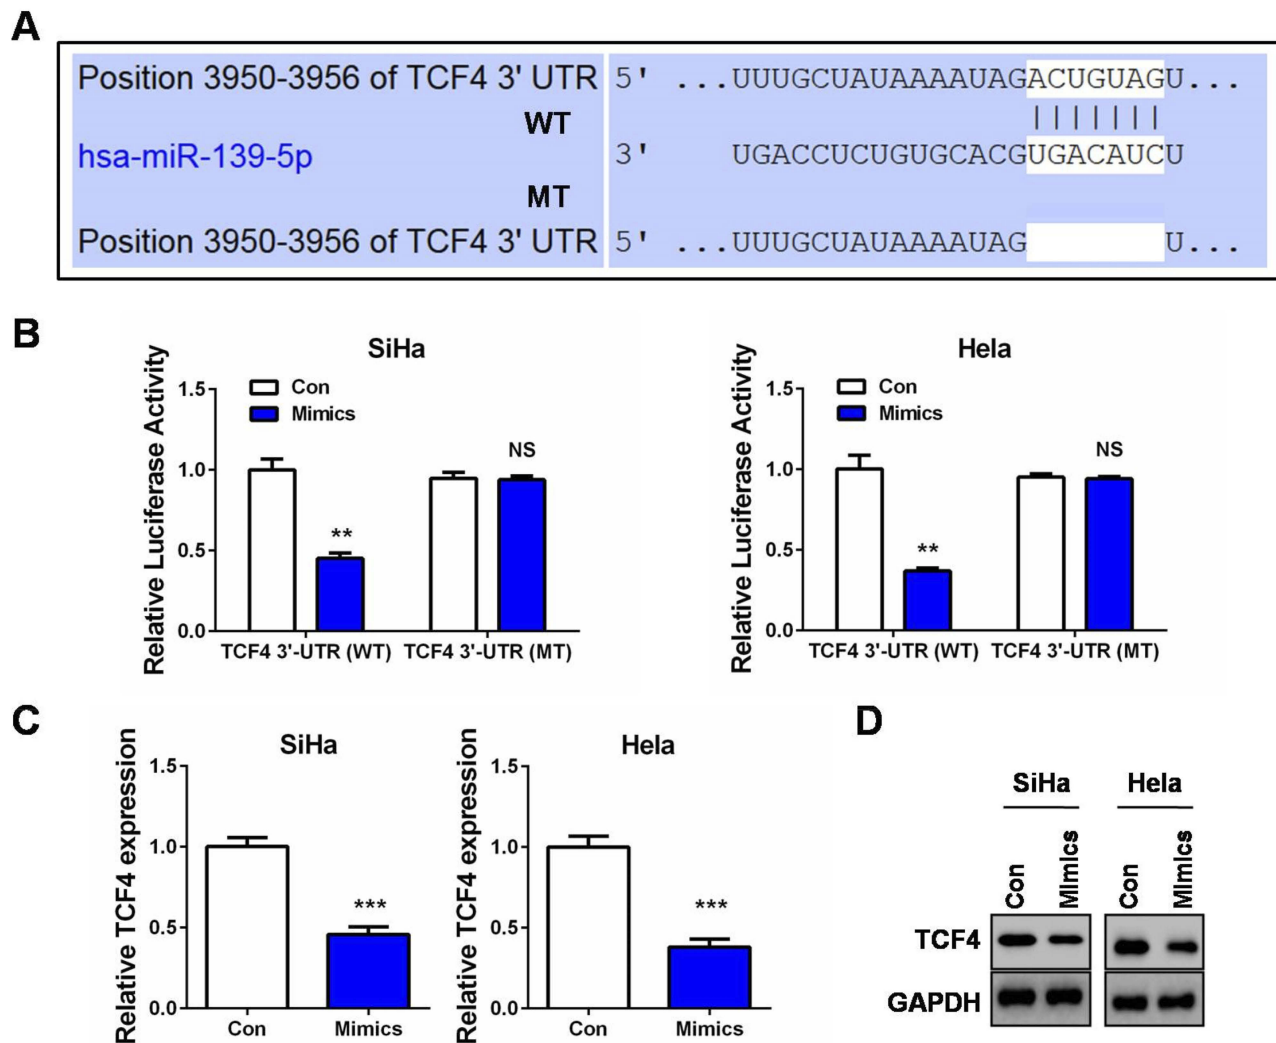 A
Position 3950-3956 of TCF4 3' UTR 5' ...UUUGCUAUAAAAUAGACUGUAGU...
WT
hsa-miR-139-5p 3' UGACCUCUGUGCACGUGACAUCU
MT
Position 3950-3956 of TCF4 3' UTR 5' ...UUUGCUAUAAAAUAG U...
B
SiHa
Relative Luciferase Activity
1.5
1.0
0.5
0.0
Con
Mimics
**
NS
TCF4 3'-UTR (WT) TCF4 3'-UTR (MT)
Hela
Relative Luciferase Activity
1.5
1.0
0.5
0.0
Con
Mimics
**
NS
TCF4 3'-UTR (WT) TCF4 3'-UTR (MT)
C
SiHa
Relative TCF4 expression
1.5
1.0
0.5
0.0
***
Con Mimics
Hela
Relative TCF4 expression
1.5
1.0
0.5
0.0
***
Con Mimics
D
SiHa Hela
Con Mimics Con Mimics
TCF4
GAPDH